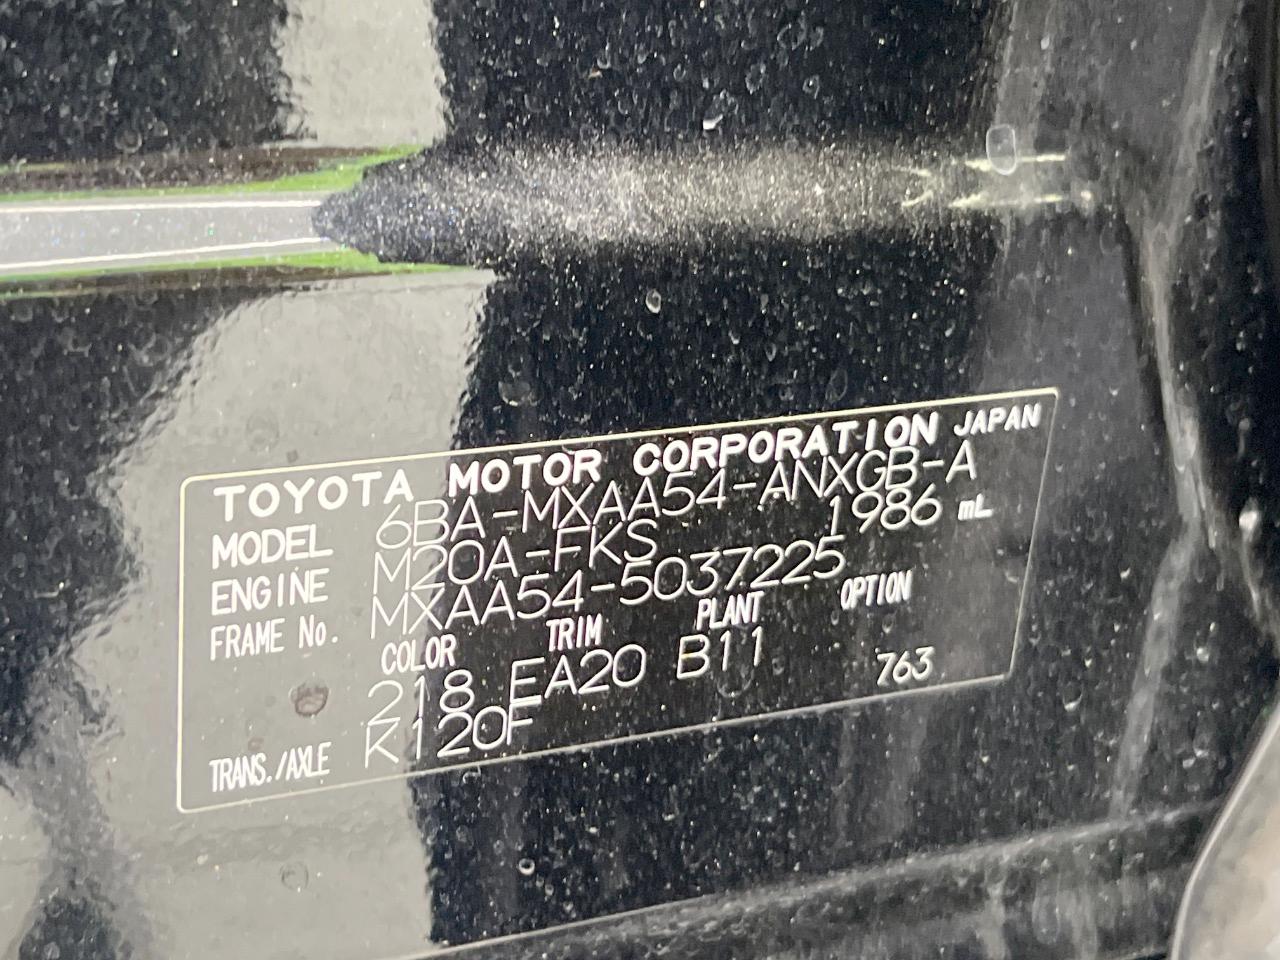 TOYOTA MOTOR CORPORATION JAPAN
MODEL 6BA-MXAA54-ANXGB-A
ENGINE M20A-FKS 1986 mL
FRAME No. MXAA54-5037225
COLOR TRIM PLANT OPTION
218 EA20 B11 763
TRANS./AXLE K120F